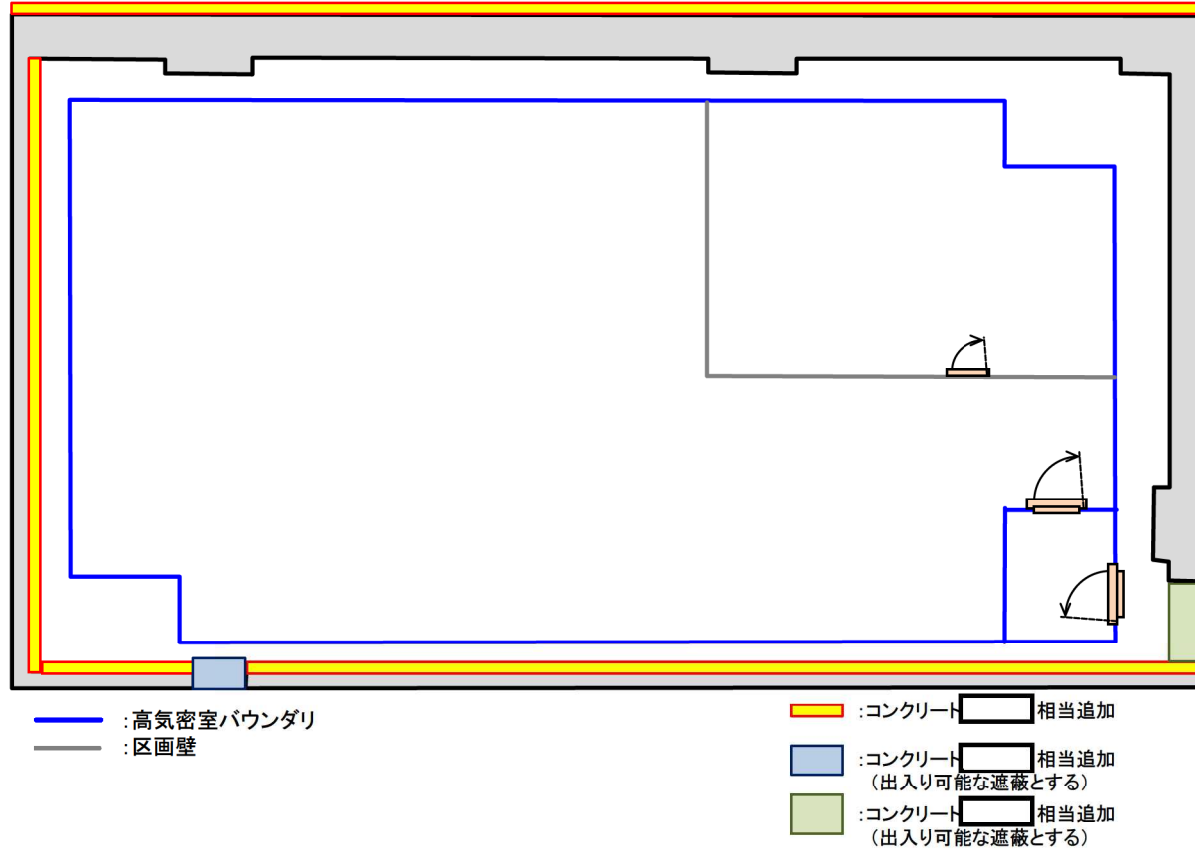 :高気密室バウンダリ
:区画壁
:コンクリート 相当追加
:コンクリート 相当追加
(出入り可能な遮蔽とする)
:コンクリート 相当追加
(出入り可能な遮蔽とする)